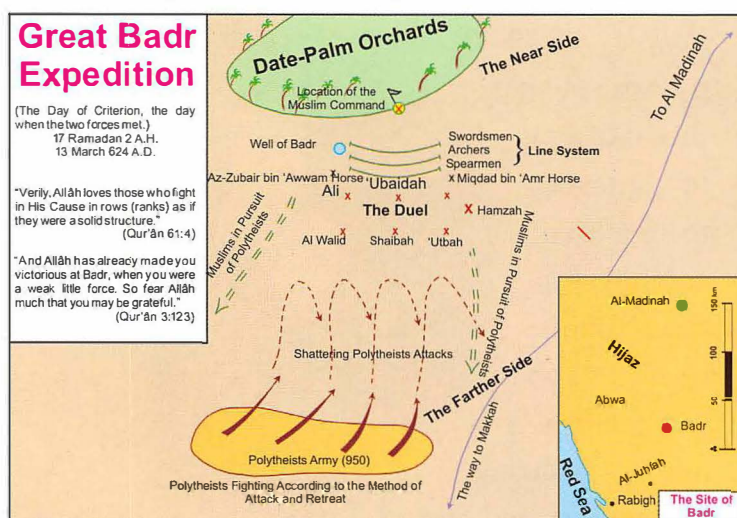 Great Badr
Expedition
(The Day of Criterion, the day
when the two forces met.)
17 Ramadan 2 A.H.
13 March 624 A.D.
"Verily, Allâh loves those who fight
in His Cause in rows (ranks) as if
they were a solid structure."
(Qur'ân 61:4)
"And Allâh has already made you
victorious at Badr, when you were
a weak little force. So fear Allâh
much that you may be grateful."
(Qur'ân 3:123)
Date-Palm Orchards
The Near Side
Location of the
Muslim Command
To Al Madinah
Well of Badr
Swordsmen
Archers
Spearmen
Line System
Az-Zubair bin 'Awwam Horse
Miqdad bin 'Amr Horse
Ali
'Ubaidah
The Duel
Hamzah
Al Walid
Shaibah
'Utbah
Muslims in Pursuit
of Polytheists
Muslims in Pursuit of Polytheists
Shattering Polytheists Attacks
The Farther Side
The way to Makkah
Polytheists Army (950)
Polytheists Fighting According to the Method of
Attack and Retreat
Al-Madinah
150 km
Hijaz
100
Abwa
50
Badr
Red Sea
Al-Juhfah
Rabigh
The Site of
Badr